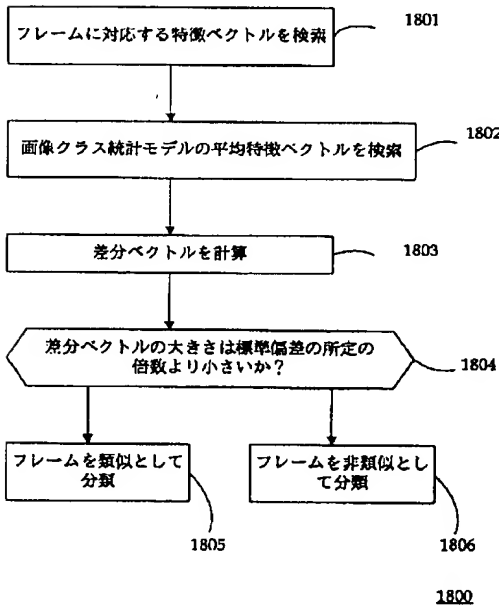 フレームに対応する特徴ベクトルを検索
1801
画像クラス統計モデルの平均特徴ベクトルを検索
1802
差分ベクトルを計算
1803
差分ベクトルの大きさは標準偏差の所定の
倍数より小さいか?
1804
フレームを類似として
分類
1805
フレームを非類似とし
て分類
1806
1800